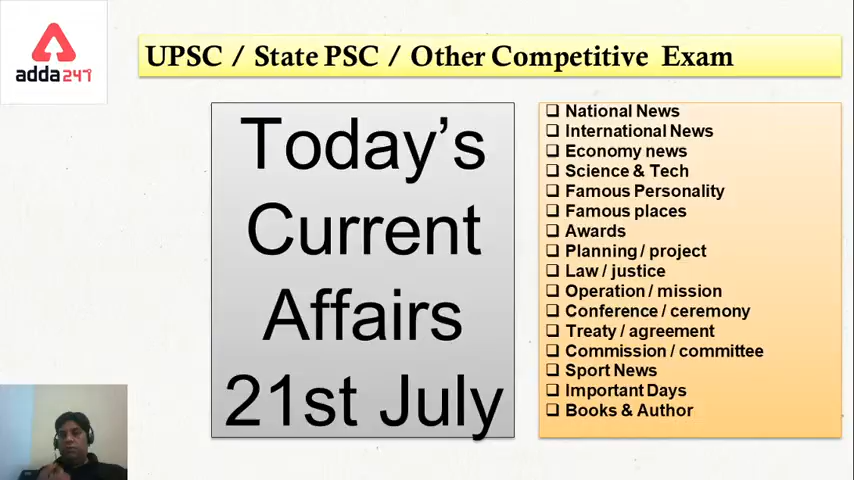 adda247
UPSC / State PSC / Other Competitive Exam
Today's
Current
Affairs
21st July
❑ National News
❑ International News
❑ Economy news
❑ Science & Tech
❑ Famous Personality
❑ Famous places
❑ Awards
❑ Planning / project
❑ Law / justice
❑ Operation / mission
❑ Conference / ceremony
❑ Treaty / agreement
❑ Commission / committee
❑ Sport News
❑ Important Days
❑ Books & Author